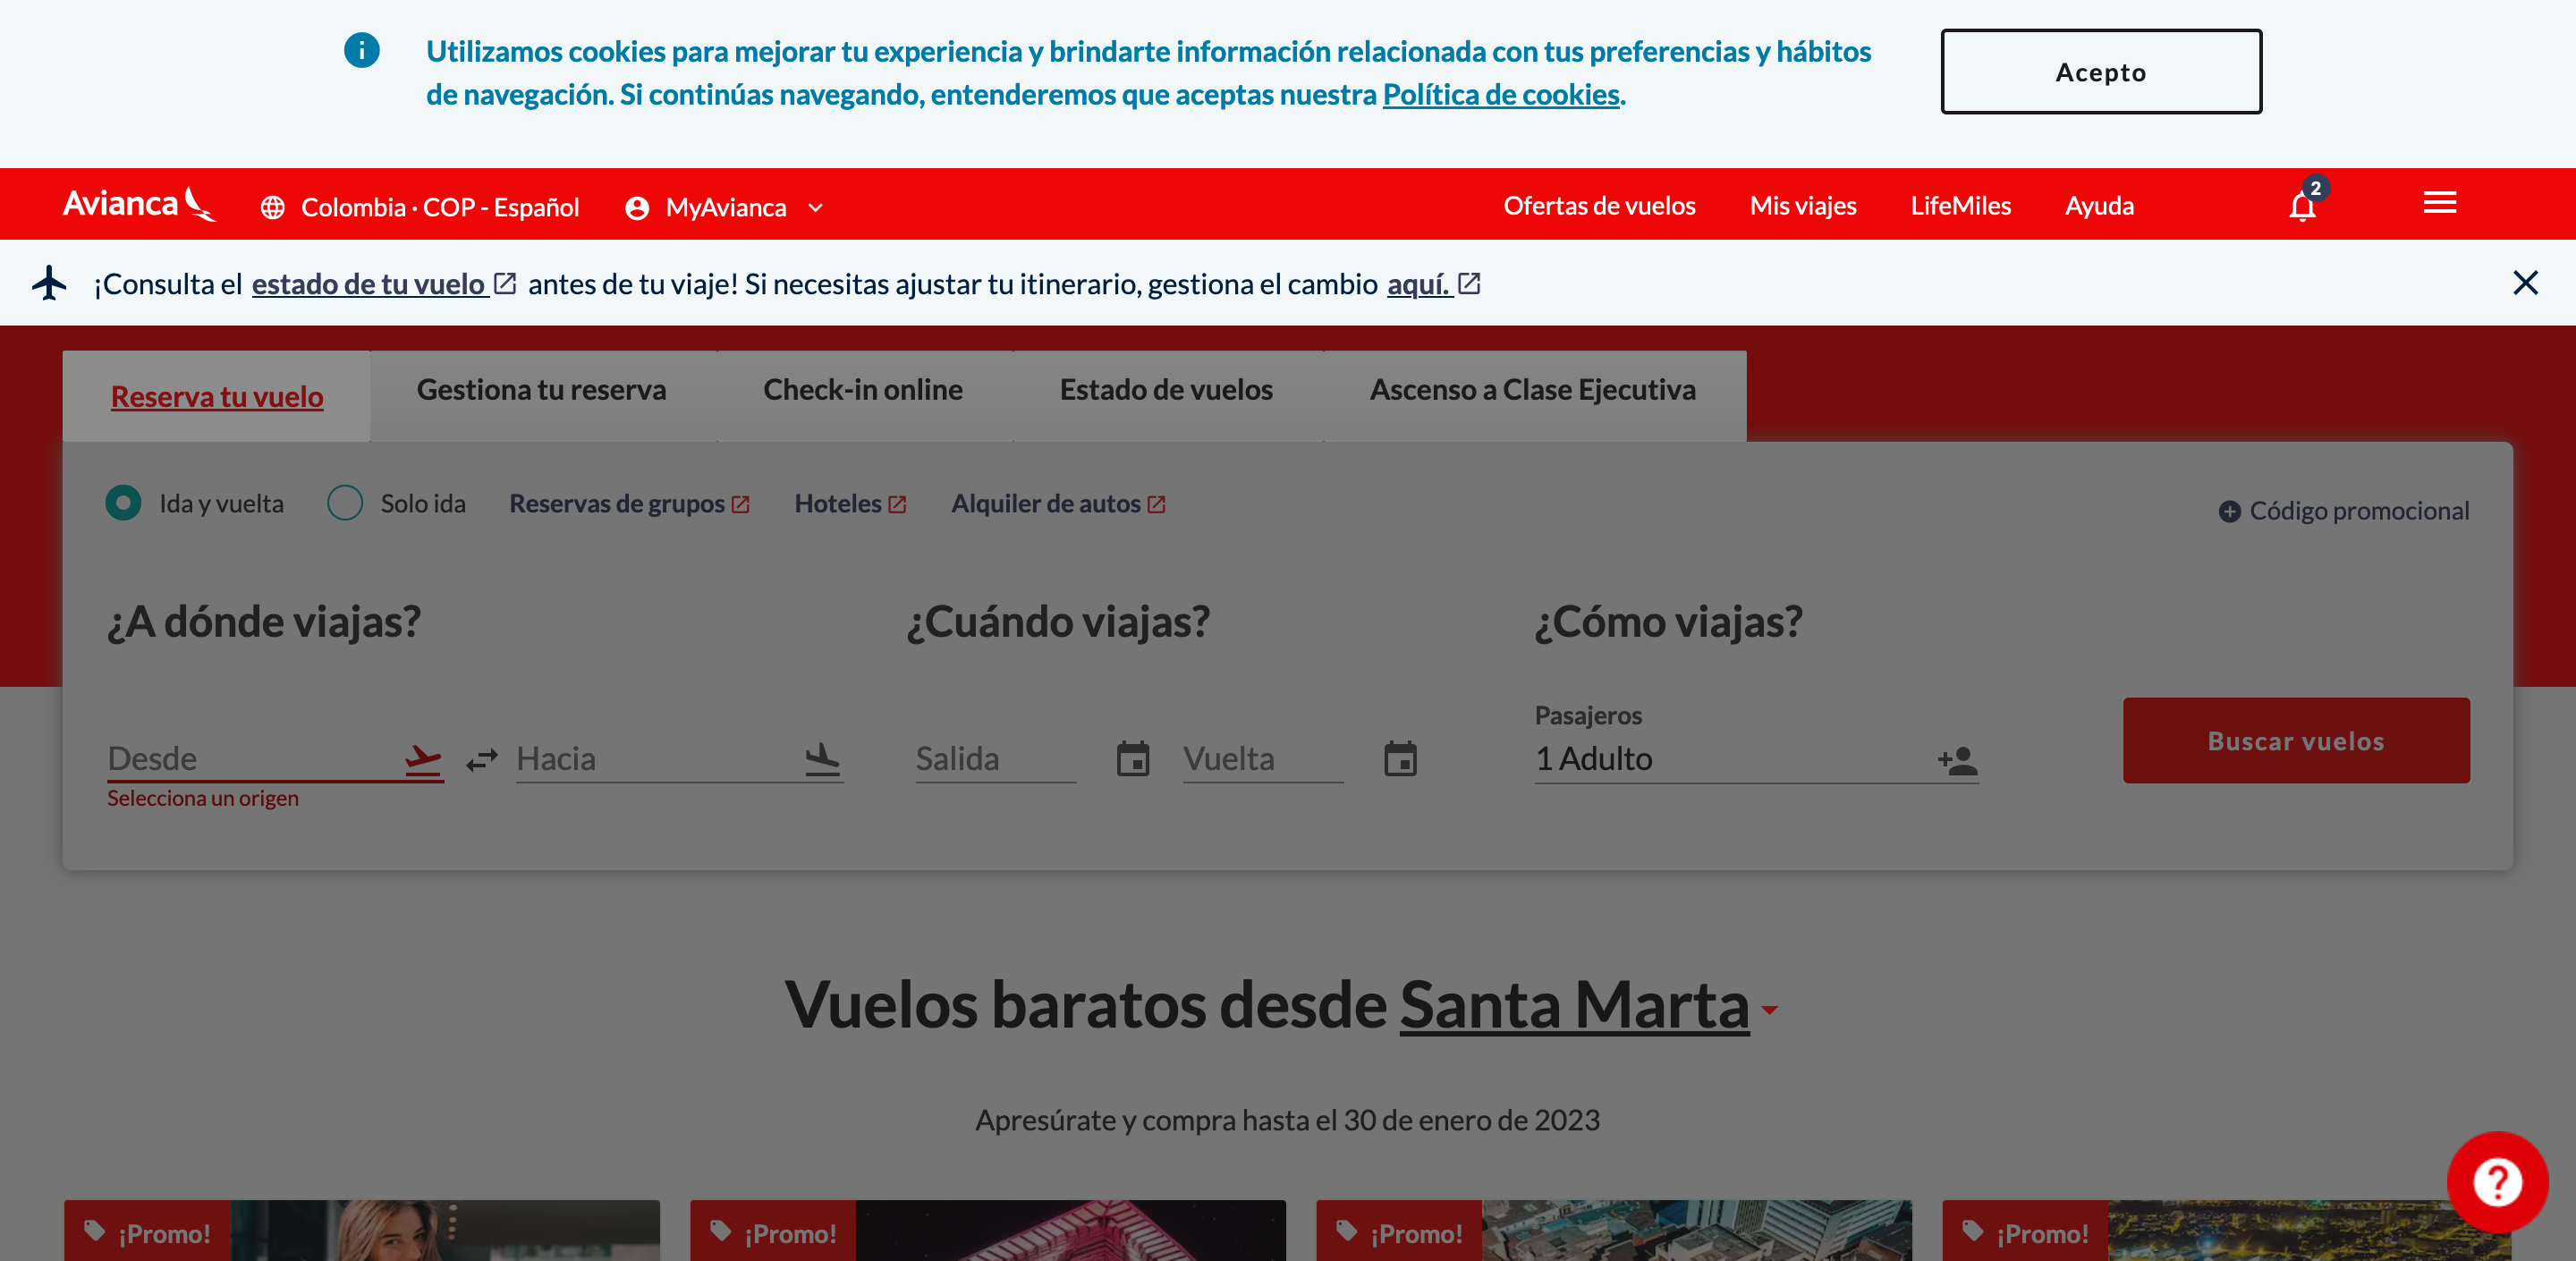 Utilizamos cookies para mejorar tu experiencia y brindarte información relacionada con tus preferencias y hábitos
de navegación. Si continúas navegando, entenderemos que aceptas nuestra Política de cookies.
Acepto
Avianca
Colombia · COP - Español
MyAvianca
Ofertas de vuelos
Mis viajes
LifeMiles
Ayuda
2
¡Consulta el estado de tu vuelo antes de tu viaje! Si necesitas ajustar tu itinerario, gestiona el cambio aquí.
Reserva tu vuelo
Gestiona tu reserva
Check-in online
Estado de vuelos
Ascenso a Clase Ejecutiva
Ida y vuelta
Solo ida
Reservas de grupos
Hoteles
Alquiler de autos
Código promocional
¿A dónde viajas?
¿Cuándo viajas?
¿Cómo viajas?
Pasajeros
Desde
Hacia
Salida
Vuelta
1 Adulto
Buscar vuelos
Selecciona un origen
Vuelos baratos desde Santa Marta
Apresúrate y compra hasta el 30 de enero de 2023
¡Promo!
¡Promo!
¡Promo!
¡Promo!